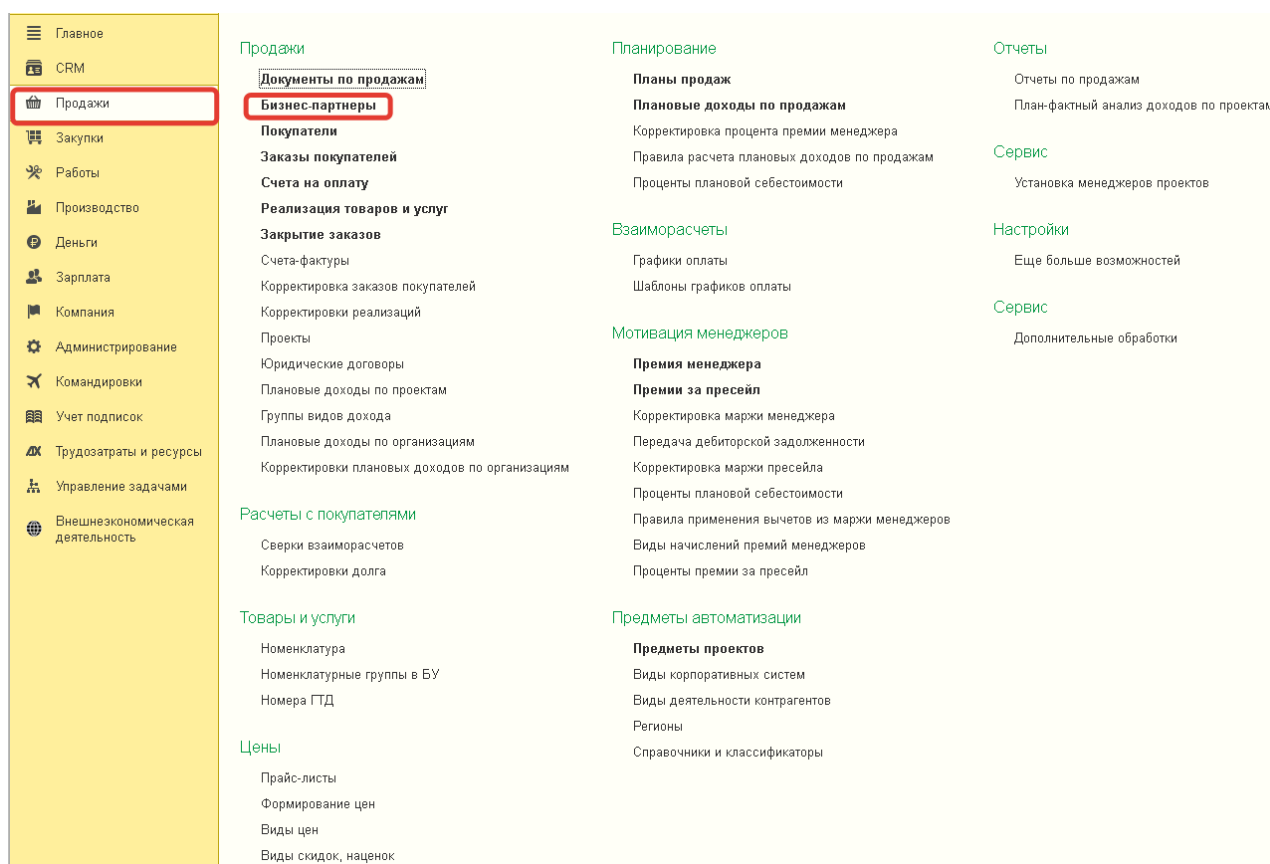 Главное
CRM
Продажи
Закупки
Работы
Производство
Деньги
Зарплата
Компания
Администрирование
Командировки
Учет подписок
Трудозатраты и ресурсы
Управление задачами
Внешнеэкономическая
деятельность
Продажи
Документы по продажам
Бизнес-партнеры
Покупатели
Заказы покупателей
Счета на оплату
Реализация товаров и услуг
Закрытие заказов
Счета-фактуры
Корректировка заказов покупателей
Корректировки реализаций
Проекты
Юридические договоры
Плановые доходы по проектам
Группы видов дохода
Плановые доходы по организациям
Корректировки плановых доходов по организациям
Расчеты с покупателями
Сверки взаиморасчетов
Корректировки долга
Товары и услуги
Номенклатура
Номенклатурные группы в БУ
Номера ГТД
Цены
Прайс-листы
Формирование цен
Виды цен
Виды скидок, наценок
Планирование
Планы продаж
Плановые доходы по продажам
Корректировка процента премии менеджера
Правила расчета плановых доходов по продажам
Проценты плановой себестоимости
Взаиморасчеты
Графики оплаты
Шаблоны графиков оплаты
Мотивация менеджеров
Премия менеджера
Премии за пресейл
Корректировка маржи менеджера
Передача дебиторской задолженности
Корректировка маржи пресейла
Проценты плановой себестоимости
Правила применения вычетов из маржи менеджеров
Виды начислений премий менеджеров
Проценты премии за пресейл
Предметы автоматизации
Предметы проектов
Виды корпоративных систем
Виды деятельности контрагентов
Регионы
Справочники и классификаторы
Отчеты
Отчеты по продажам
План-фактный анализ доходов по проектам
Сервис
Установка менеджеров проектов
Настройки
Еще больше возможностей
Сервис
Дополнительные обработки